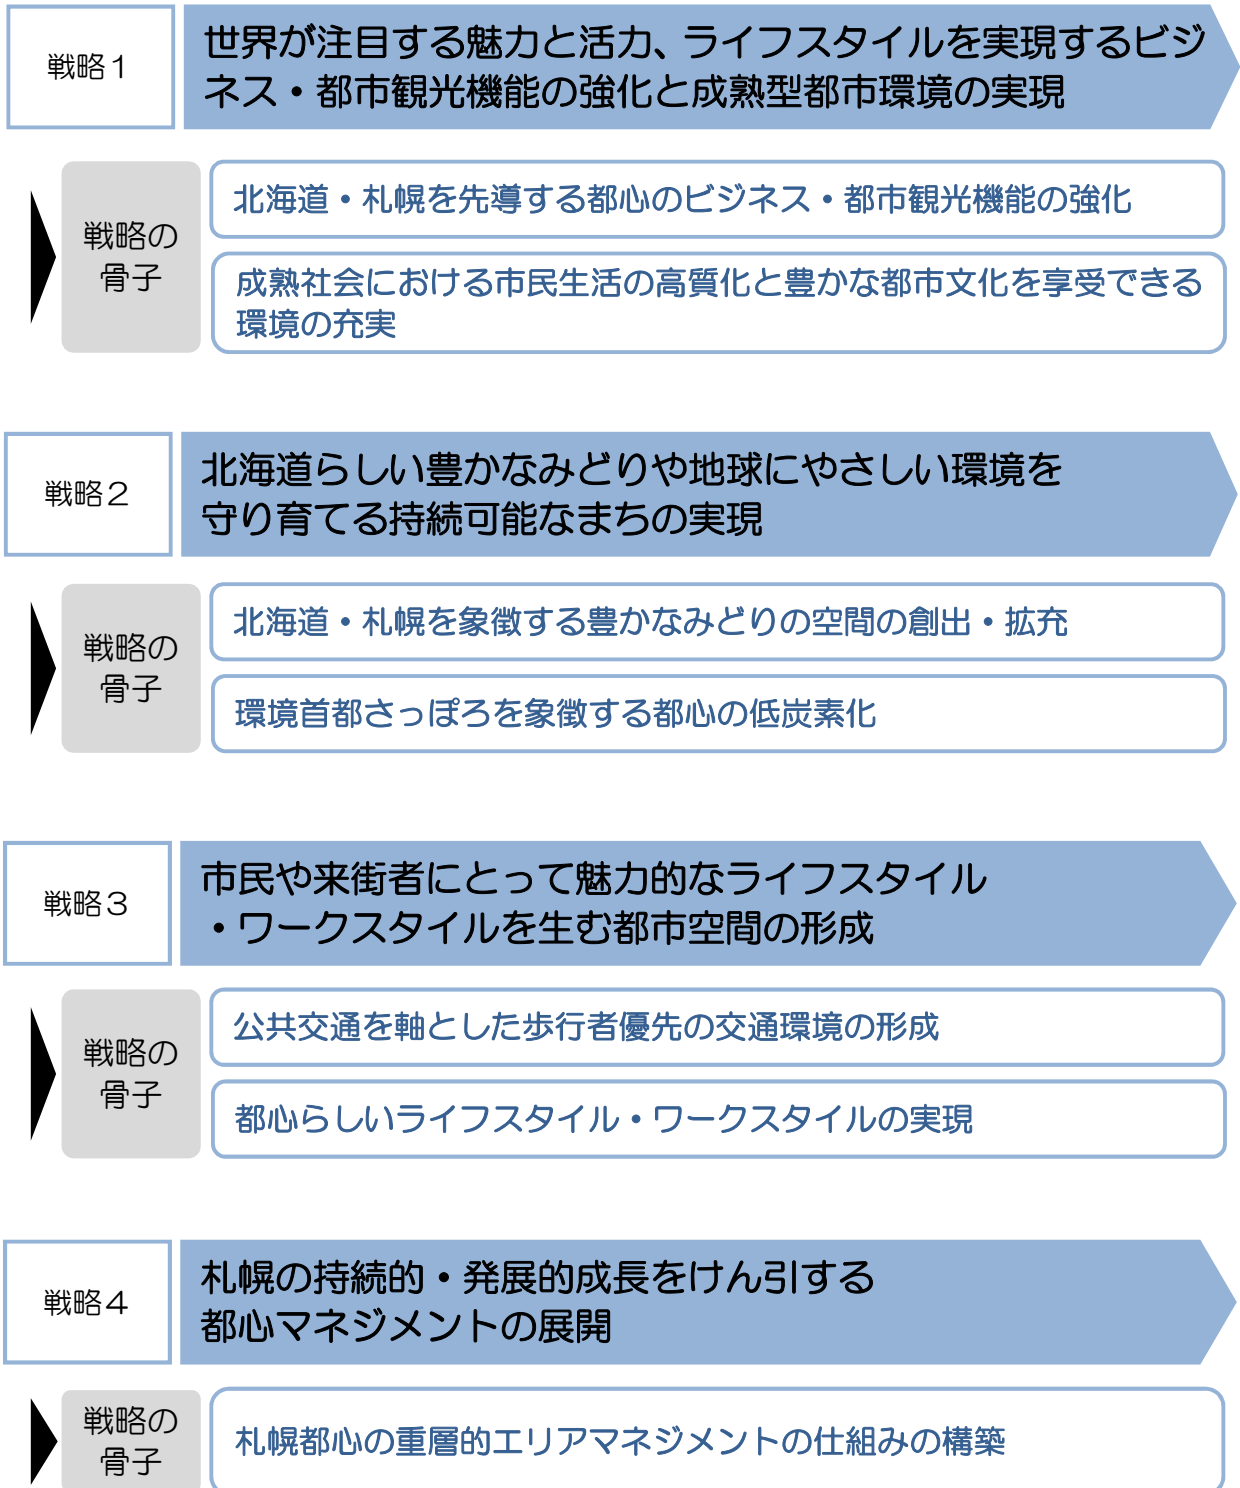 戦略１
世界が注目する魅力と活力、ライフスタイルを実現するビジ
ネス・都市観光機能の強化と成熟型都市環境の実現
戦略の
骨子
北海道・札幌を先導する都心のビジネス・都市観光機能の強化
成熟社会における市民生活の高質化と豊かな都市文化を享受できる
環境の充実
戦略２
北海道らしい豊かなみどりや地球にやさしい環境を
守り育てる持続可能なまちの実現
戦略の
骨子
北海道・札幌を象徴する豊かなみどりの空間の創出・拡充
環境首都さっぽろを象徴する都心の低炭素化
戦略３
市民や来街者にとって魅力的なライフスタイル
・ワークスタイルを生む都市空間の形成
戦略の
骨子
公共交通を軸とした歩行者優先の交通環境の形成
都心らしいライフスタイル・ワークスタイルの実現
戦略４
札幌の持続的・発展的成長をけん引する
都心マネジメントの展開
戦略の
骨子
札幌都心の重層的エリアマネジメントの仕組みの構築